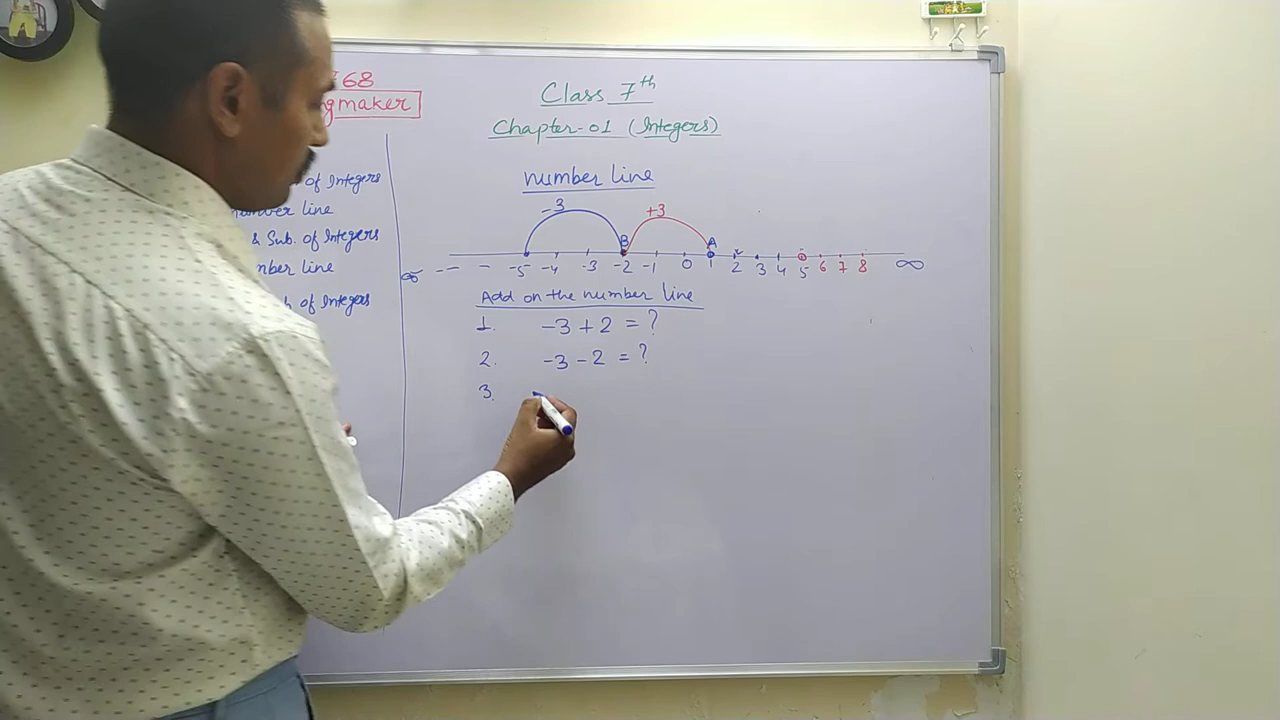 68
gmaker
of Integers
line
& Sub. of Integers
line
of Integers
Class 7th
Chapter-01 (Integers)
number line
-3 +3
B A
∞ -- - -5 -4 -3 -2 -1 0 1 2 3 4 5 6 7 8 ∞
Add on the number line
1. -3 + 2 = ?
2. -3 - 2 = ?
3.